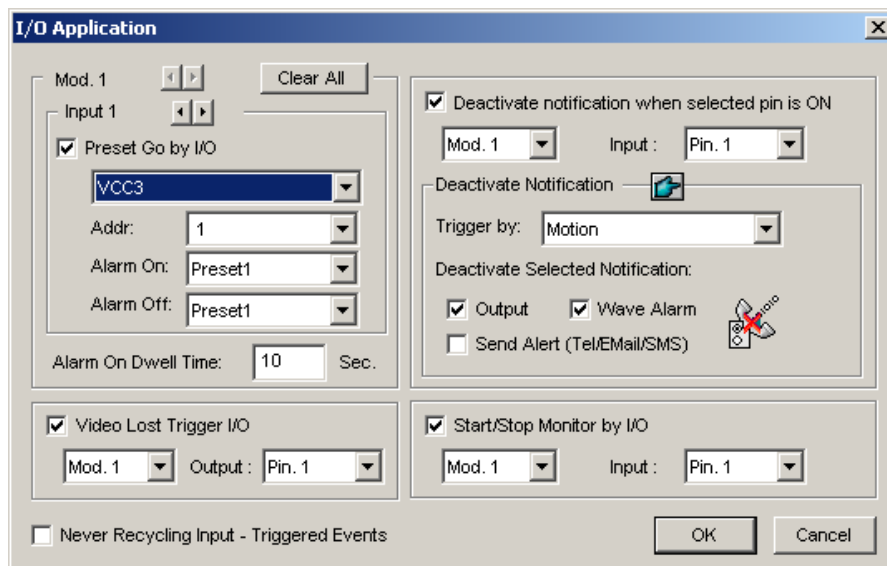 I/O Application
Mod. 1
Clear All
Input 1
Preset Go by I/O
VCC3
Addr: 1
Alarm On: Preset1
Alarm Off: Preset1
Alarm On Dwell Time: 10 Sec.
Deactivate notification when selected pin is ON
Mod. 1 Input : Pin. 1
Deactivate Notification
Trigger by: Motion
Deactivate Selected Notification:
Output Wave Alarm
Send Alert (Tel/EMail/SMS)
Video Lost Trigger I/O
Mod. 1 Output : Pin. 1
Start/Stop Monitor by I/O
Mod. 1 Input : Pin. 1
Never Recycling Input - Triggered Events
OK Cancel